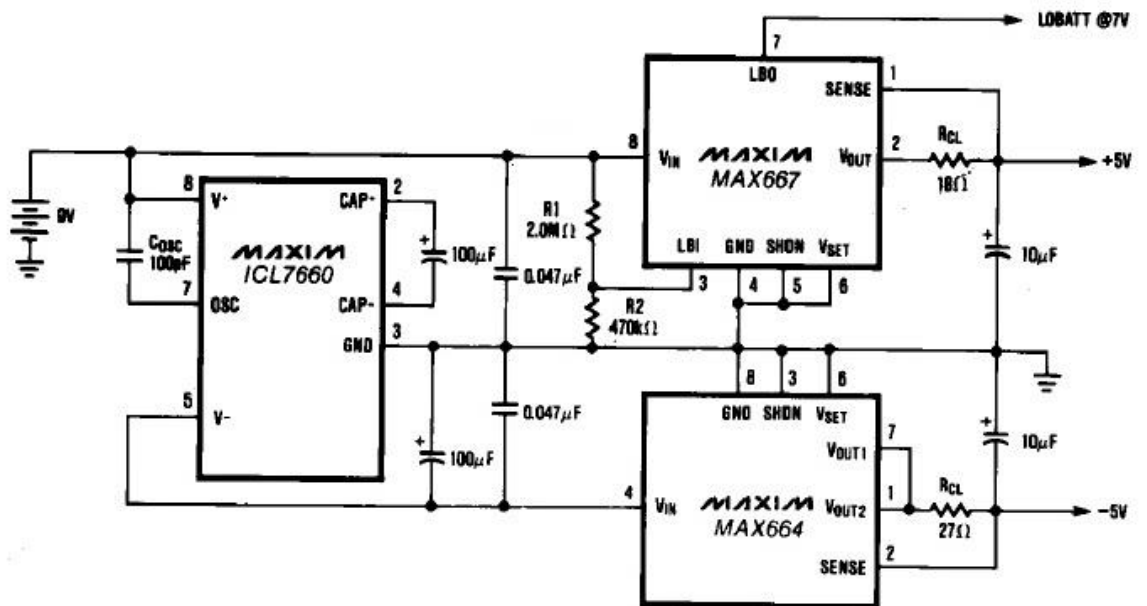 LOBATT @7V
7
LBO
SENSE
1
8
VIN
MAXIM
MAX667
VOUT
2
RCL
18Ω
+5V
9V
8
V+
CAP+
2
COSC
100pF
MAXIM
ICL7660
+
100µF
7
OSC
CAP-
4
GND
3
0.047µF
R1
2.0MΩ
R2
470kΩ
LBI
GND
SHDN
VSET
3
4
5
6
+
10µF
5
V-
+
100µF
0.047µF
8
3
6
GND
SHDN
VSET
4
VIN
MAXIM
MAX664
VOUT1
7
VOUT2
1
SENSE
2
RCL
27Ω
+
10µF
-5V